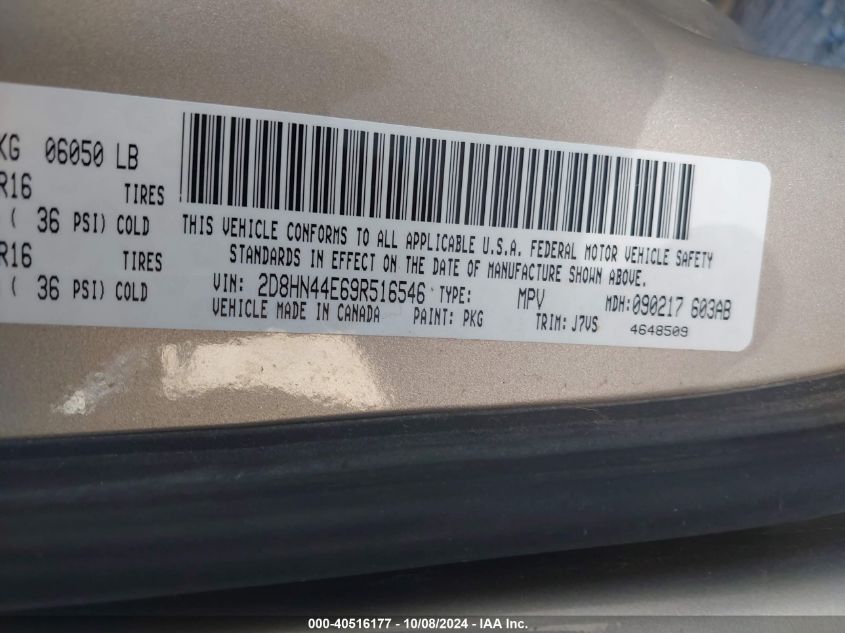 KG 06050 LB
R16 TIRES
( 36 PSI) COLD
R16 TIRES
( 36 PSI) COLD
THIS VEHICLE CONFORMS TO ALL APPLICABLE U.S.A. FEDERAL MOTOR VEHICLE SAFETY
STANDARDS IN EFFECT ON THE DATE OF MANUFACTURE SHOWN ABOVE.
VIN: 2D8HN44E69R516546 TYPE: MPV MDH:090217 603AB
VEHICLE MADE IN CANADA PAINT: PKG TRIM: J7VS 4648509
000-40516177 - 10/08/2024 - IAA Inc.